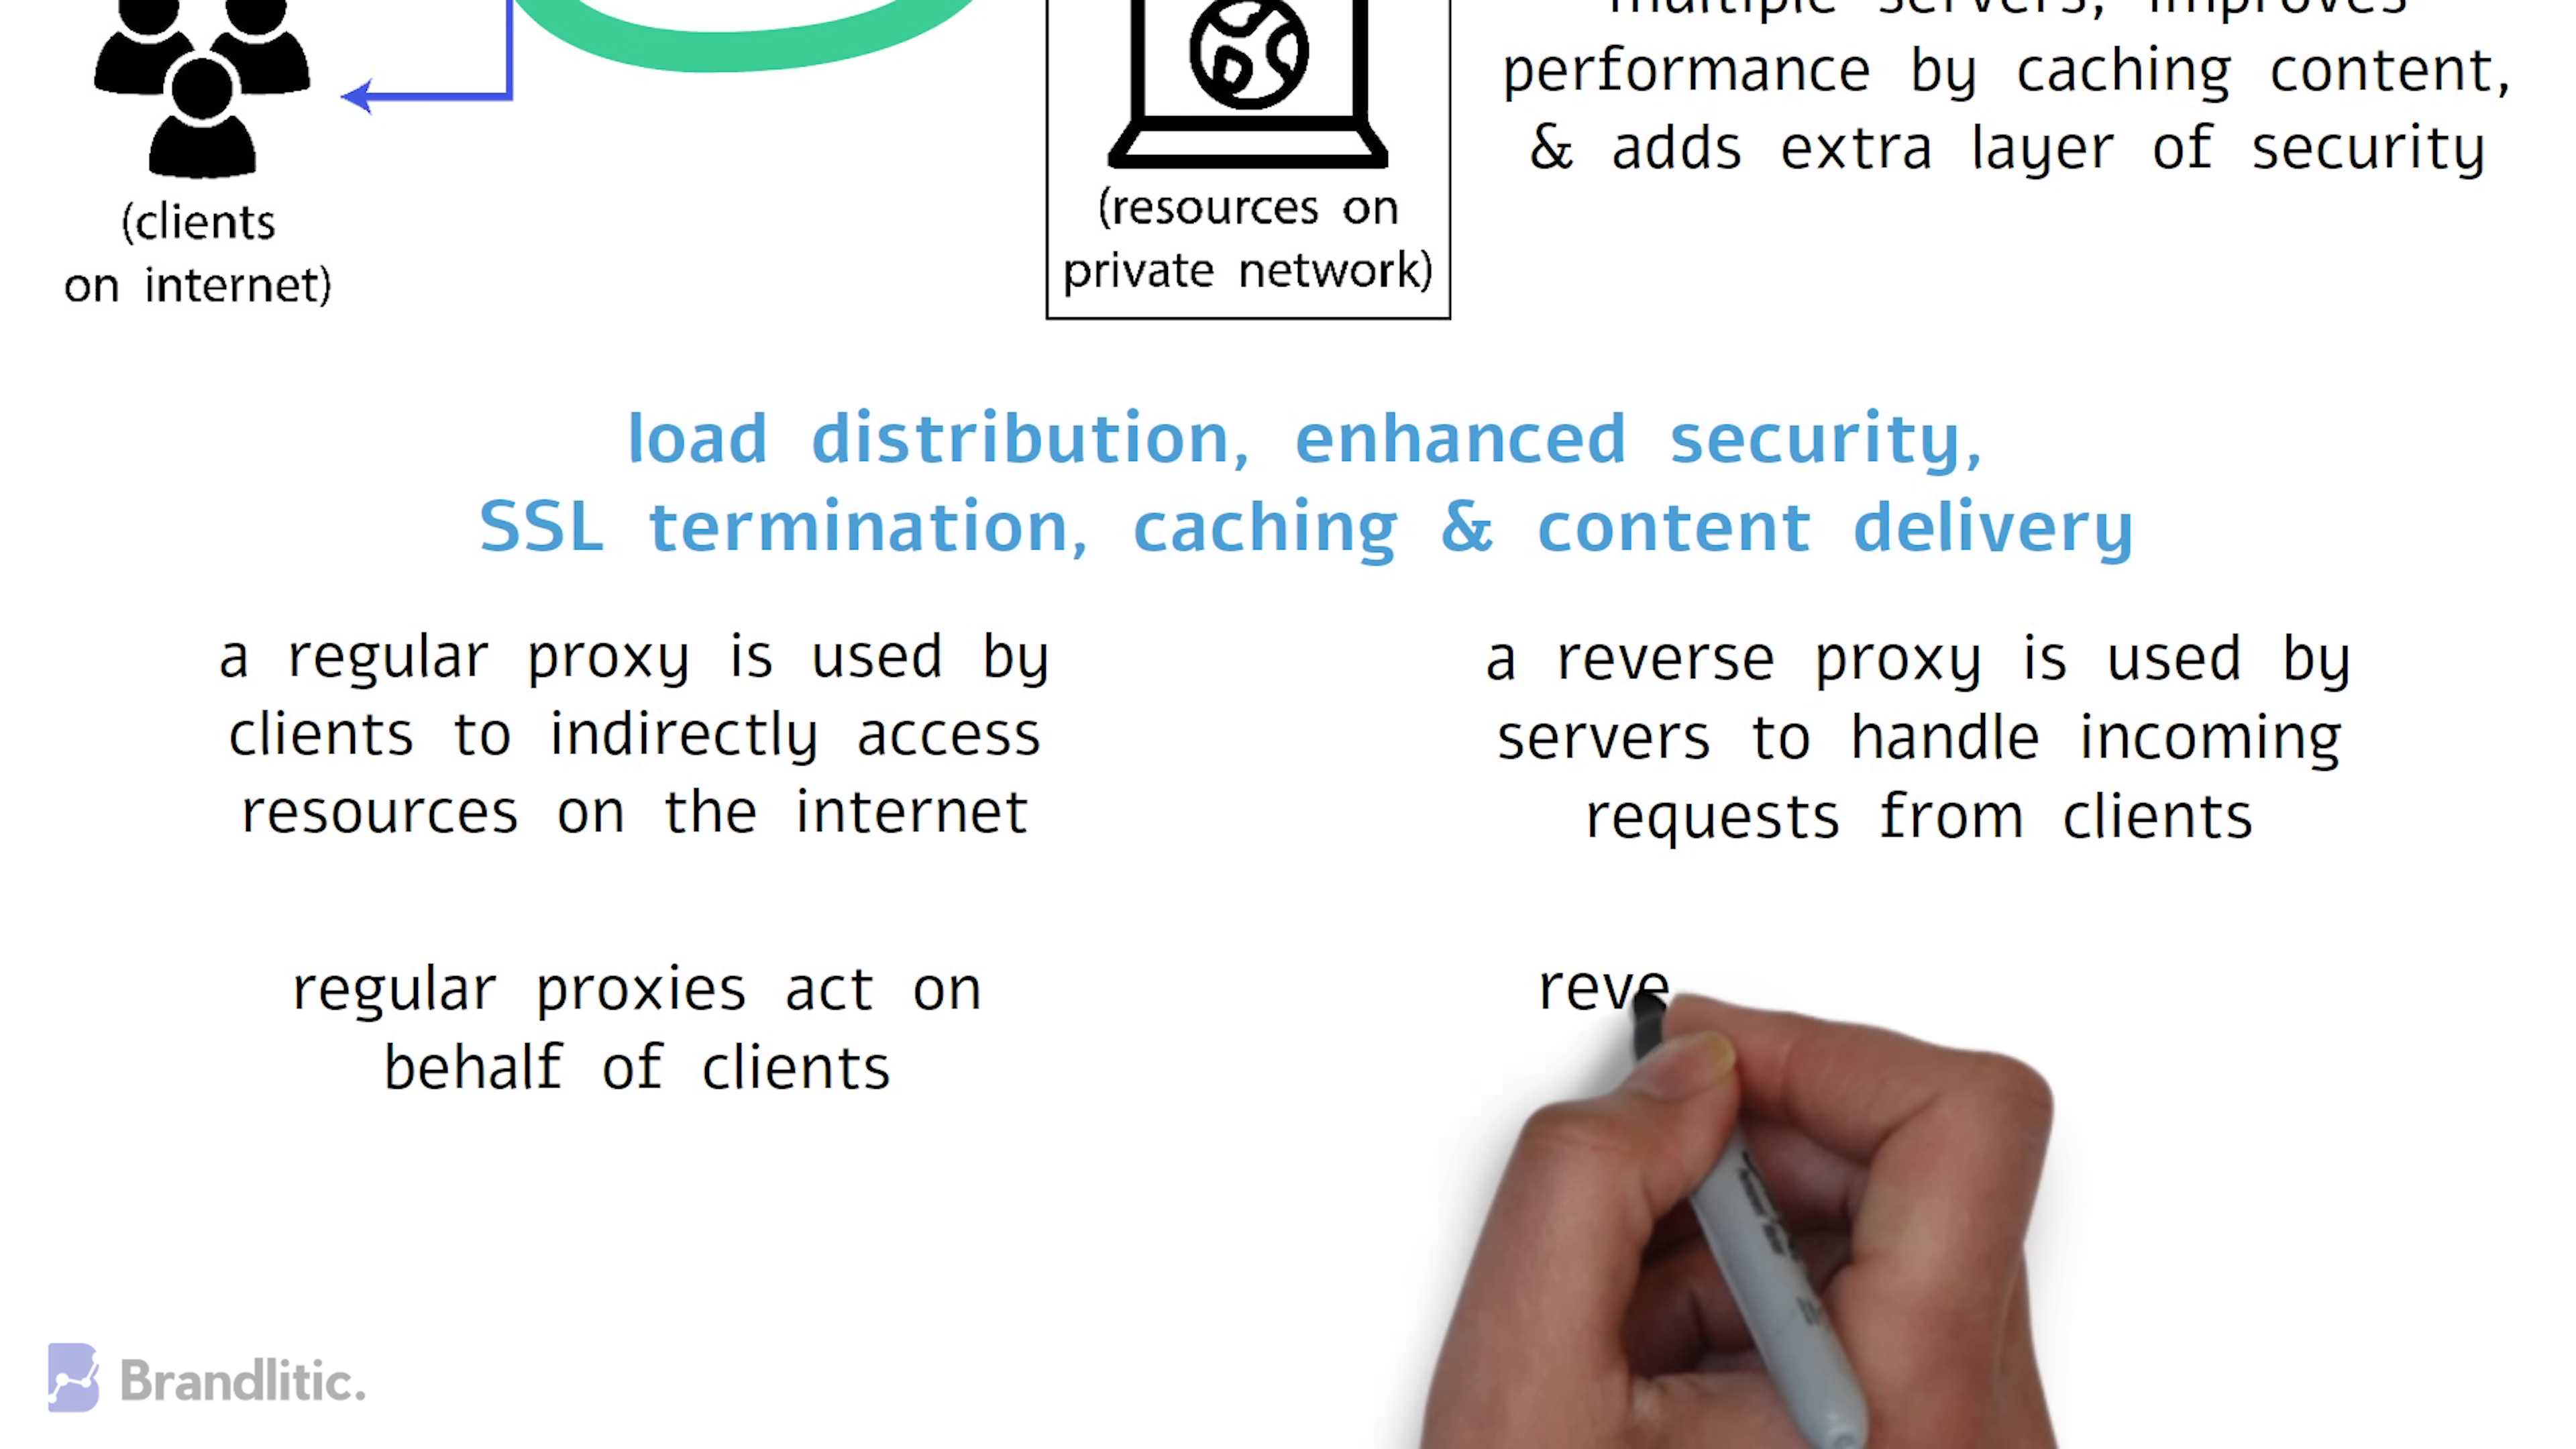 multiple servers, improves
performance by caching content,
& adds extra layer of security
(clients
on internet)
(resources on
private network)
load distribution, enhanced security,
SSL termination, caching & content delivery
a regular proxy is used by
clients to indirectly access
resources on the internet
a reverse proxy is used by
servers to handle incoming
requests from clients
regular proxies act on
behalf of clients
reve
Brandlitic.